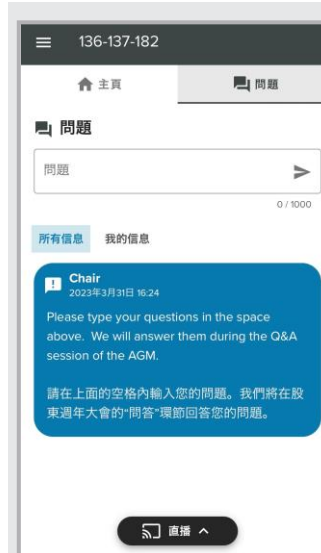 136-137-182
主頁
問題
問題
問題
0 / 1000
所有信息 我的信息
Chair
2023年3月31日 16:24
Please type your questions in the space
above. We will answer them during the Q&A
session of the AGM.
請在上面的空格內輸入您的問題。我們將在股
東週年大會的“問答”環節回答您的問題。
直播